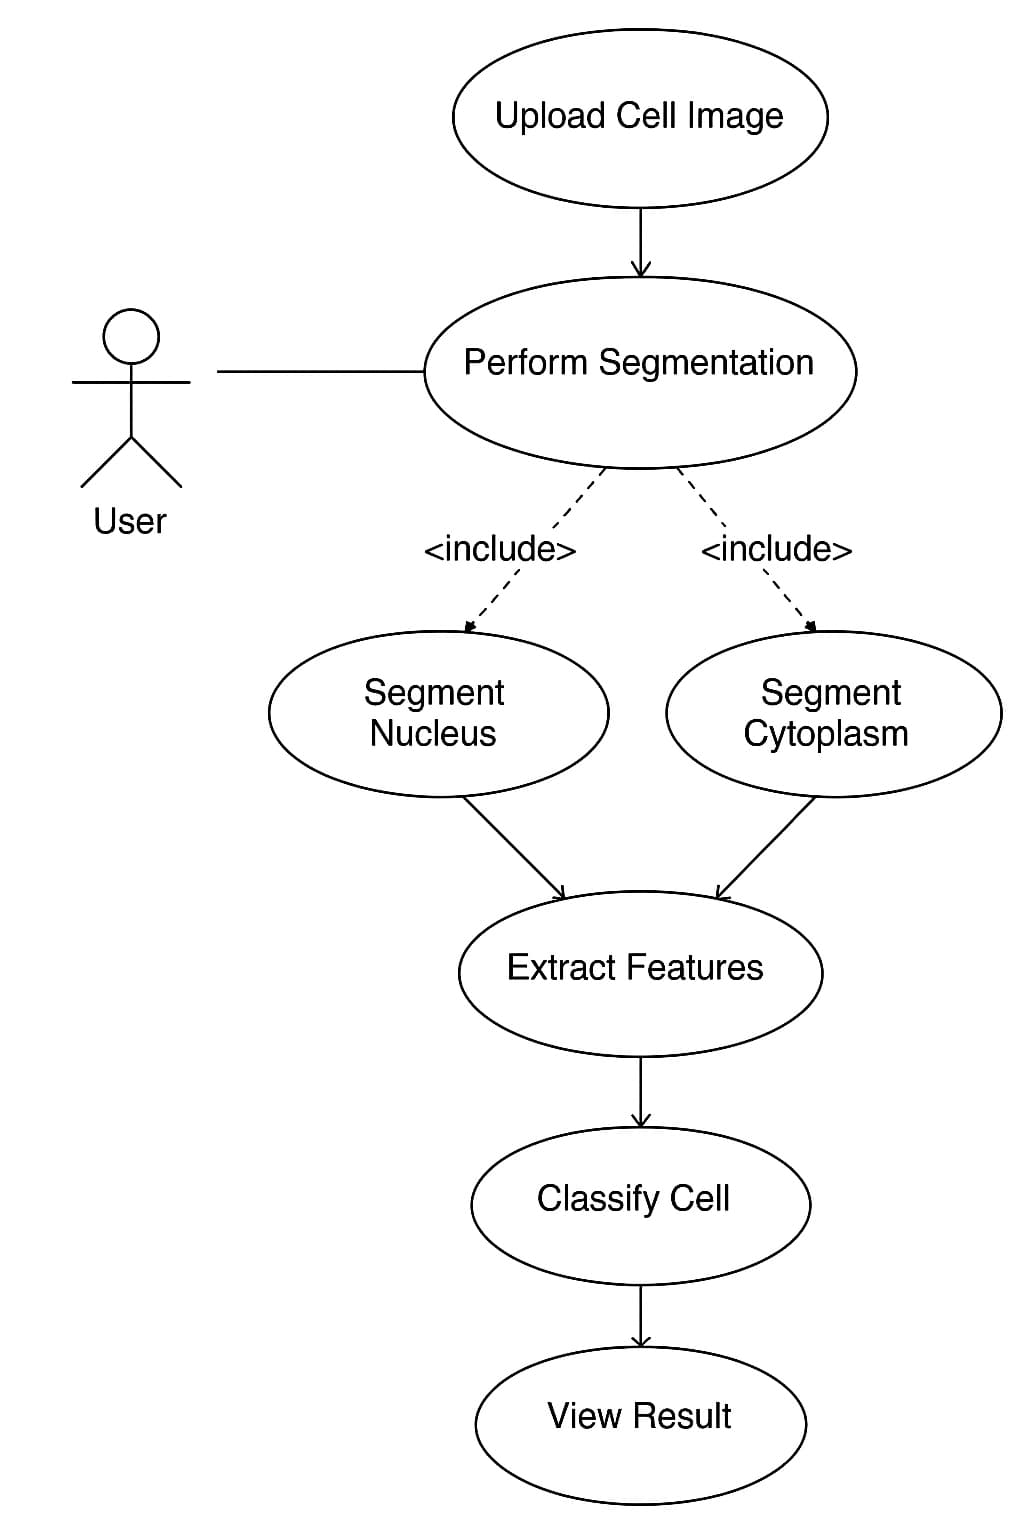 Upload Cell Image
Perform Segmentation
User
<include>
<include>
Segment
Nucleus
Segment
Cytoplasm
Extract Features
Classify Cell
View Result